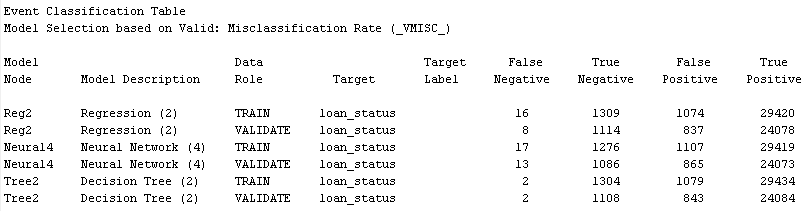 Event Classification Table
Model Selection based on Valid: Misclassification Rate (_VMISC_)
Model Data Target False True False True
Node Model Description Role Target Label Negative Negative Positive Positive
Reg2 Regression (2) TRAIN loan_status 16 1309 1074 29420
Reg2 Regression (2) VALIDATE loan_status 8 1114 837 24078
Neural4 Neural Network (4) TRAIN loan_status 17 1276 1107 29419
Neural4 Neural Network (4) VALIDATE loan_status 13 1086 865 24073
Tree2 Decision Tree (2) TRAIN loan_status 2 1304 1079 29434
Tree2 Decision Tree (2) VALIDATE loan_status 2 1108 843 24084